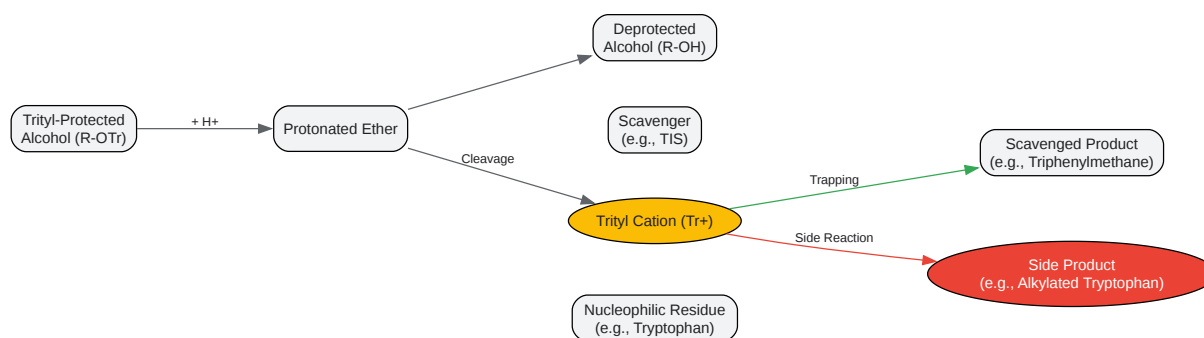 Trityl-Protected
Alcohol (R-OTr)
+ H+
Protonated Ether
Cleavage
Deprotected
Alcohol (R-OH)
Scavenger
(e.g., TIS)
Trityl Cation (Tr+)
Nucleophilic Residue
(e.g., Tryptophan)
Trapping
Side Reaction
Scavenged Product
(e.g., Triphenylmethane)
Side Product
(e.g., Alkylated Tryptophan)